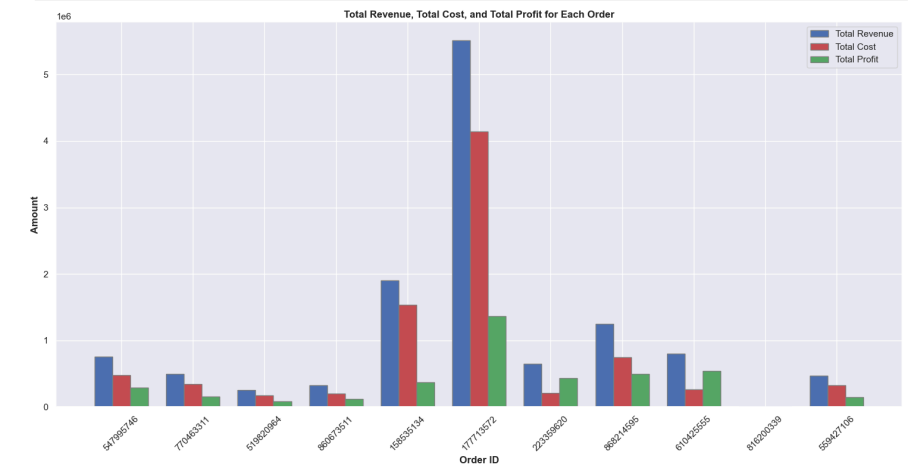 Total Revenue, Total Cost, and Total Profit for Each Order
1e6
Total Revenue
Total Cost
Total Profit
5
4
3
2
1
0
Amount
547995746
770463311
519820964
860673511
158535134
177713572
223359620
868214595
610425555
816200339
559427106
Order ID